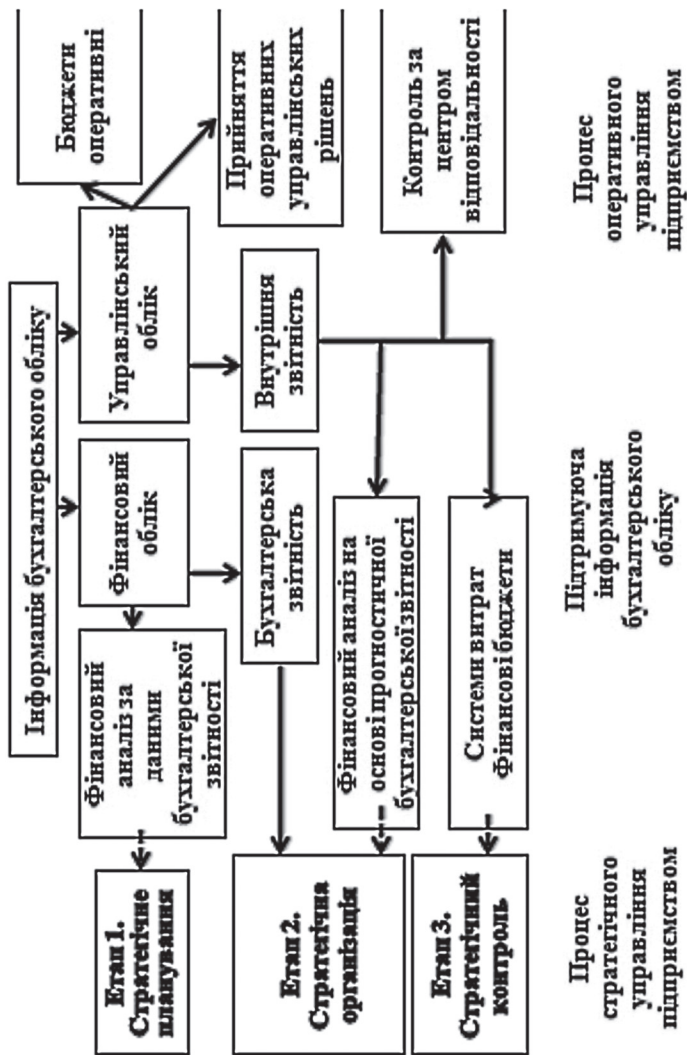 Інформація бухгалтерського обліку
Фінансовий
аналіз за
даними
бухгалтерської
звітності
Фінансовий
облік
Управлінський
облік
Бюджети
оперативні
Етап 1.
Стратегічне
планування
Прийняття
оперативних
управлінських
рішень
Бухгалтерська
звітність
Внутрішня
звітність
Етап 2.
Стратегічна
організація
Фінансовий аналіз на
основі прогностичної
бухгалтерської звітності
Контроль за
центром
відповідальності
Етап 3.
Стратегічний
контроль
Системи витрат
Фінансові бюджети
Процес
стратегічного
управління
підприємством
Підтримуюча
інформація
бухгалтерського
обліку
Процес
оперативного
управління
підприємством